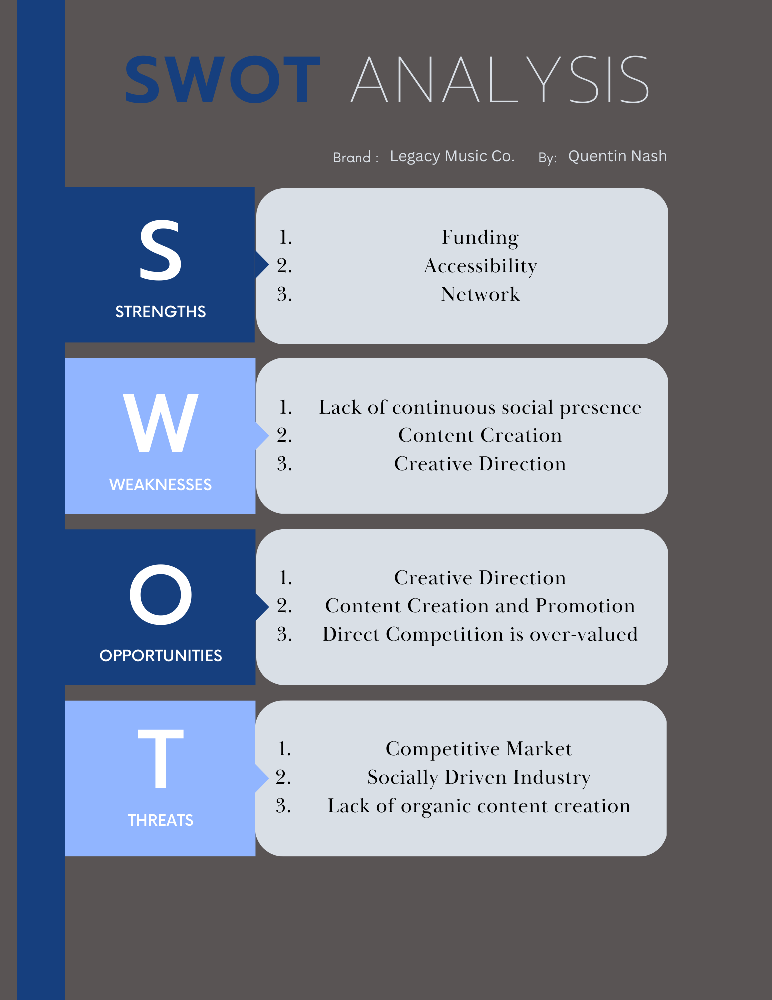 SWOT ANALYSIS
Brand : Legacy Music Co. By: Quentin Nash
S
STRENGTHS
1. Funding
2. Accessibility
3. Network
W
WEAKNESSES
1. Lack of continuous social presence
2. Content Creation
3. Creative Direction
O
OPPORTUNITIES
1. Creative Direction
2. Content Creation and Promotion
3. Direct Competition is over-valued
T
THREATS
1. Competitive Market
2. Socially Driven Industry
3. Lack of organic content creation